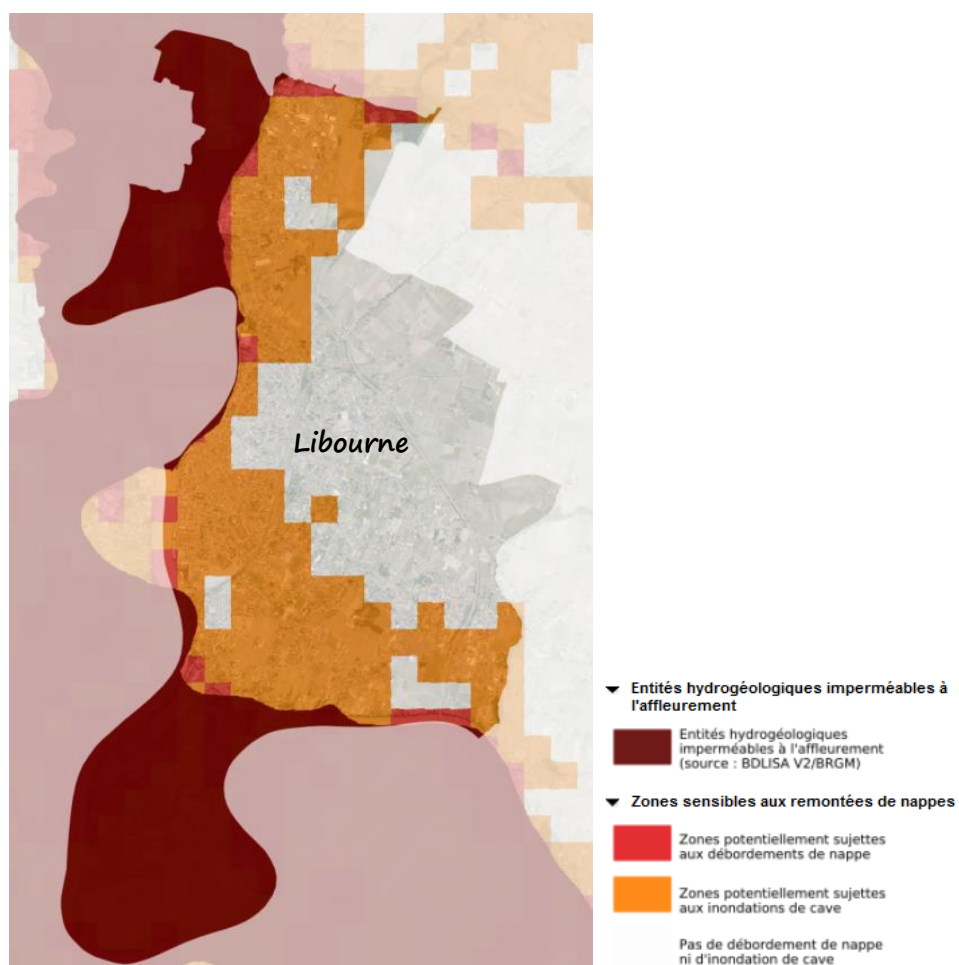 Libourne
Entités hydrogéologiques imperméables à
l'affleurement
Entités hydrogéologiques
imperméables à l'affleurement
(source : BDLISA V2/BRGM)
Zones sensibles aux remontées de nappes
Zones potentiellement sujettes
aux débordements de nappe
Zones potentiellement sujettes
aux inondations de cave
Pas de débordement de nappe
ni d'inondation de cave